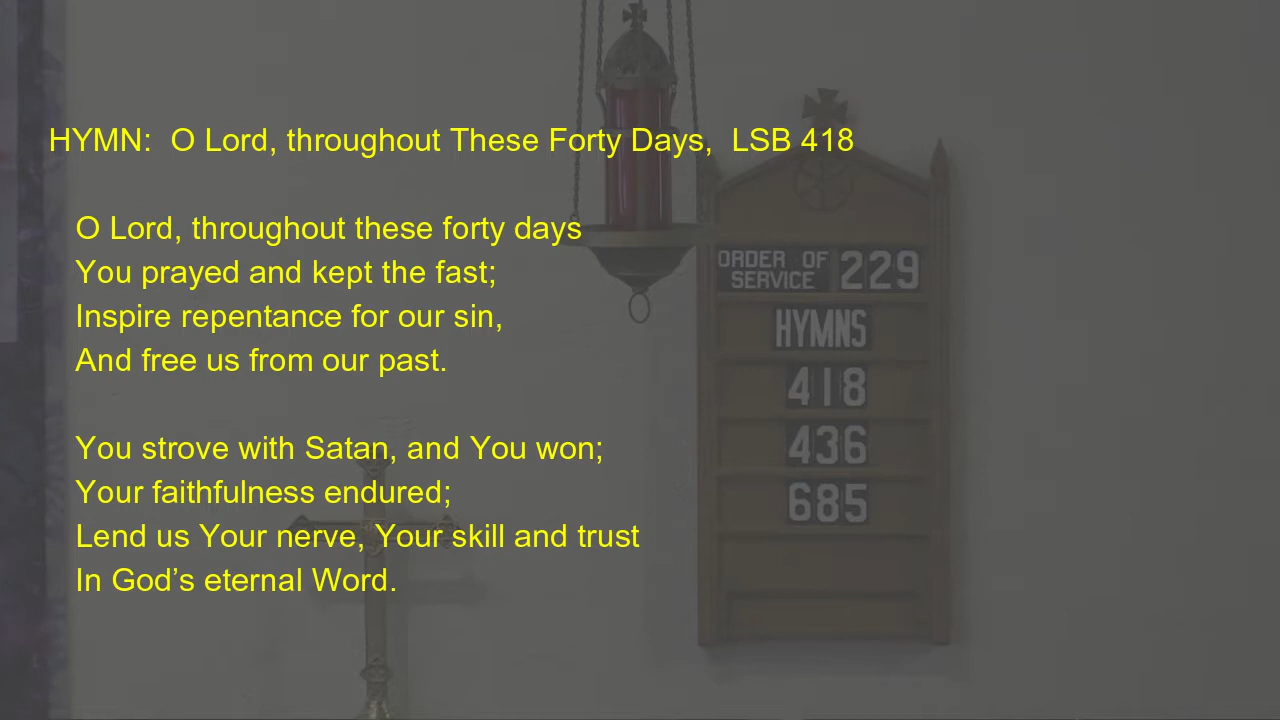 HYMN:  O Lord, throughout These Forty Days,  LSB 418
O Lord, throughout these forty days
You prayed and kept the fast;
Inspire repentance for our sin,
And free us from our past.
You strove with Satan, and You won;
Your faithfulness endured;
Lend us Your nerve, Your skill and trust
In God’s eternal Word.
ORDER OF
SERVICE 229
HYMNS
418
436
685